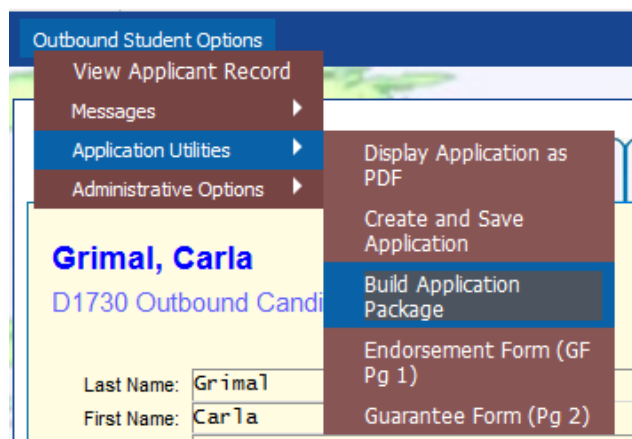 Outbound Student Options
View Applicant Record
Messages
Application Utilities
Administrative Options
Display Application as
PDF
Create and Save
Application
Build Application
Package
Endorsement Form (GF
Pg 1)
Guarantee Form (Pg 2)
Grimal, Carla
D1730 Outbound Candi
Last Name: Grimal
First Name: Carla